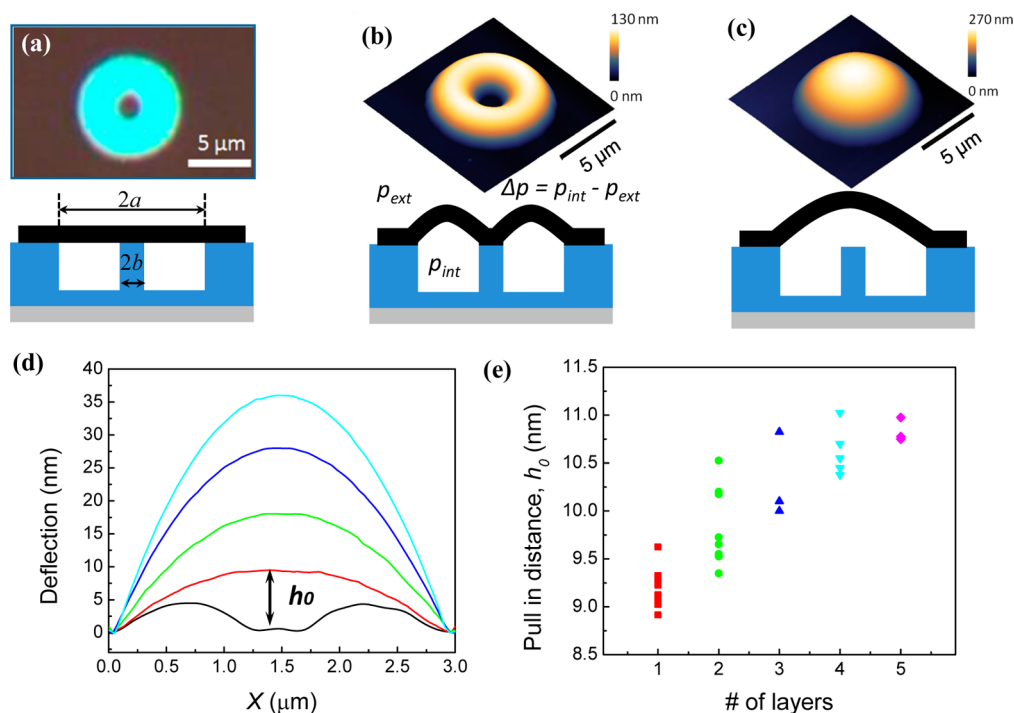 (a)
5 μm
2a
2b
(b)
130 nm
0 nm
5 μm
p_ext
Δp = p_int - p_ext
p_int
(c)
270 nm
0 nm
5 μm
(d)
40
35
30
25
20
15
10
5
0
Deflection (nm)
h0
0.0 0.5 1.0 1.5 2.0 2.5 3.0
X (μm)
(e)
11.5
11.0
10.5
10.0
9.5
9.0
8.5
Pull in distance, h_0 (nm)
1 2 3 4 5
# of layers